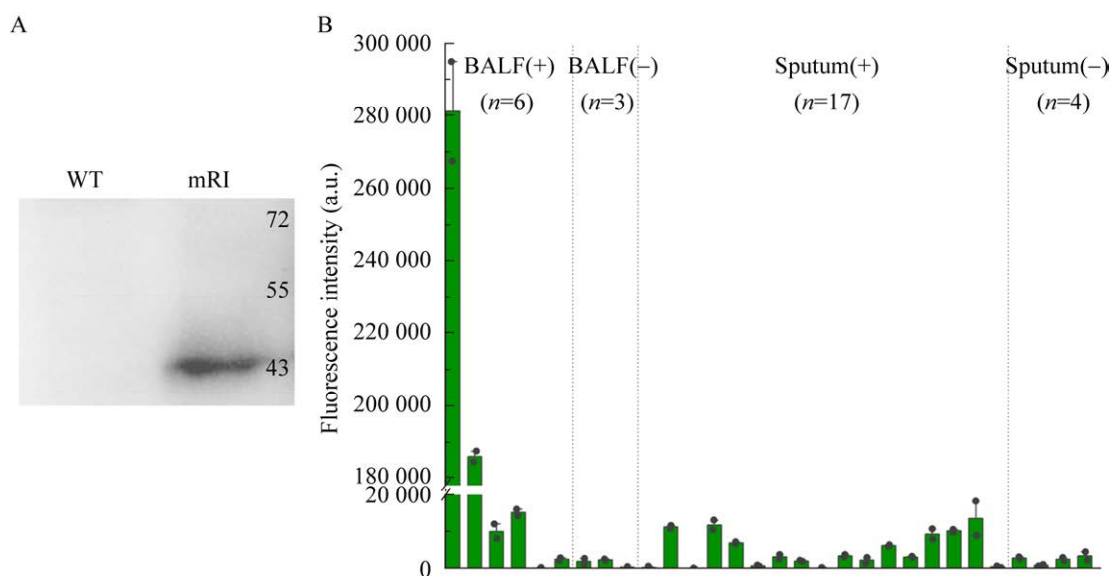 A
WT mRI
72
55
43
B
Fluorescence intensity (a.u.)
300 000
280 000
260 000
240 000
220 000
200 000
180 000
20 000
0
BALF(+) BALF(−) Sputum(+) Sputum(−)
(n=6) (n=3) (n=17) (n=4)